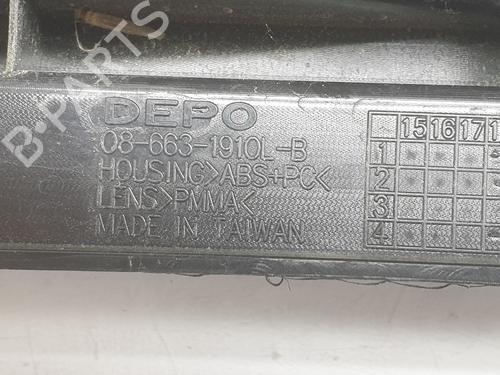 B-PARTS
DEPO
08-663-1910L-B
HOUSING>ABS+PC<
LENS>PMMA<
MADE IN TAIWAN
15 16 17
1
2
3
4